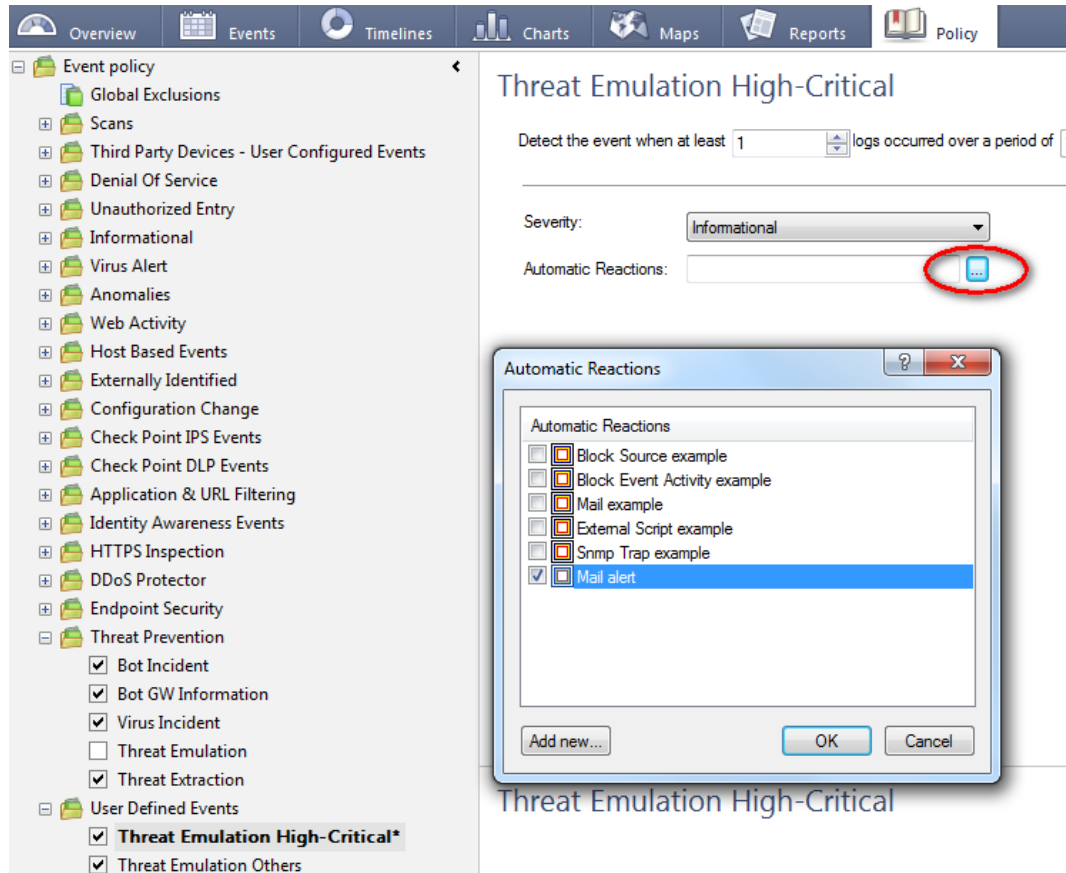 Overview Events Timelines Charts Maps Reports Policy
Event policy
Global Exclusions
Scans
Third Party Devices - User Configured Events
Denial Of Service
Unauthorized Entry
Informational
Virus Alert
Anomalies
Web Activity
Host Based Events
Externally Identified
Configuration Change
Check Point IPS Events
Check Point DLP Events
Application & URL Filtering
Identity Awareness Events
HTTPS Inspection
DDoS Protector
Endpoint Security
Threat Prevention
Bot Incident
Bot GW Information
Virus Incident
Threat Emulation
Threat Extraction
User Defined Events
Threat Emulation High-Critical*
Threat Emulation Others
Threat Emulation High-Critical
Detect the event when at least 1 logs occurred over a period of
Severity: Informational
Automatic Reactions: ...
Automatic Reactions
Automatic Reactions
Block Source example
Block Event Activity example
Mail example
External Script example
Snmp Trap example
Mail alert
Add new... OK Cancel
Threat Emulation High-Critical